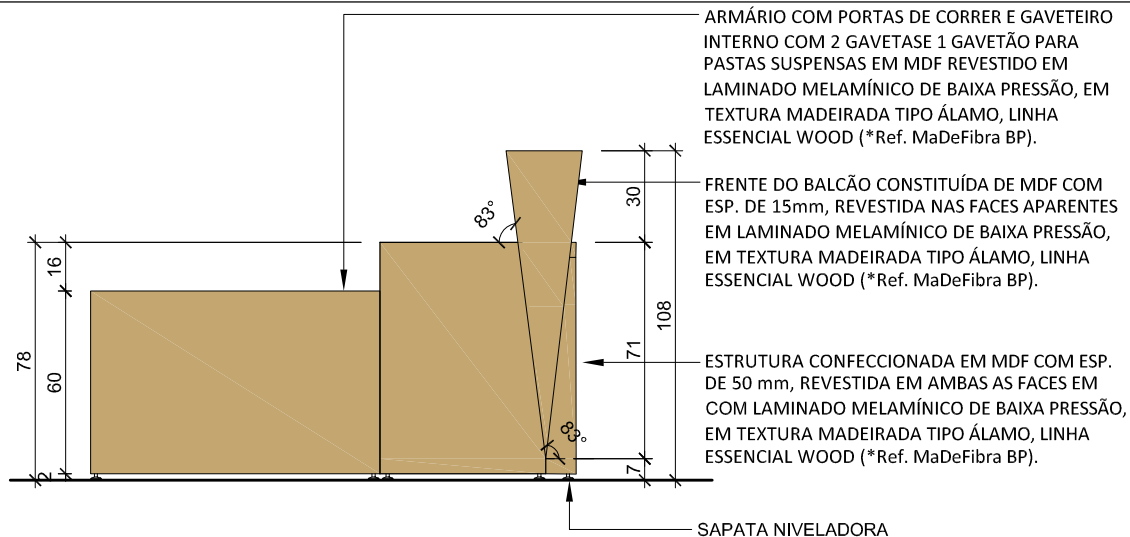 ARMÁRIO COM PORTAS DE CORRER E GAVETEIRO
INTERNO COM 2 GAVETASE 1 GAVETÃO PARA
PASTAS SUSPENSAS EM MDF REVESTIDO EM
LAMINADO MELAMÍNICO DE BAIXA PRESSÃO, EM
TEXTURA MADEIRADA TIPO ÁLAMO, LINHA
ESSENCIAL WOOD (*Ref. MaDeFibra BP).
FRENTE DO BALCÃO CONSTITUÍDA DE MDF COM
ESP. DE 15mm, REVESTIDA NAS FACES APARENTES
EM LAMINADO MELAMÍNICO DE BAIXA PRESSÃO,
EM TEXTURA MADEIRADA TIPO ÁLAMO, LINHA
ESSENCIAL WOOD (*Ref. MaDeFibra BP).
ESTRUTURA CONFECCIONADA EM MDF COM ESP.
DE 50 mm, REVESTIDA EM AMBAS AS FACES EM
COM LAMINADO MELAMÍNICO DE BAIXA PRESSÃO,
EM TEXTURA MADEIRADA TIPO ÁLAMO, LINHA
ESSENCIAL WOOD (*Ref. MaDeFibra BP).
SAPATA NIVELADORA
78
16
60
2
83°
83°
30
71
7
108